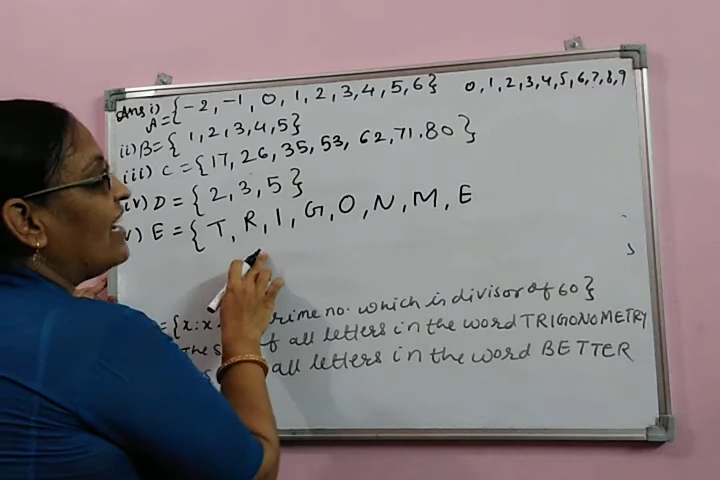 Ans i) A = {-2, -1, 0, 1, 2, 3, 4, 5, 6} 0, 1, 2, 3, 4, 5, 6, 7, 8, 9
ii) B = { 1, 2, 3, 4, 5}
iii) C = {17, 26, 35, 53, 62, 71, 80}
iv) D = {2, 3, 5}
v) E = { T, R, I, G, O, N, M, E
= {x : x rime no. which is divisor of 60}
The s f all letters in the word TRIGONOMETRY
all letters in the word BETTER